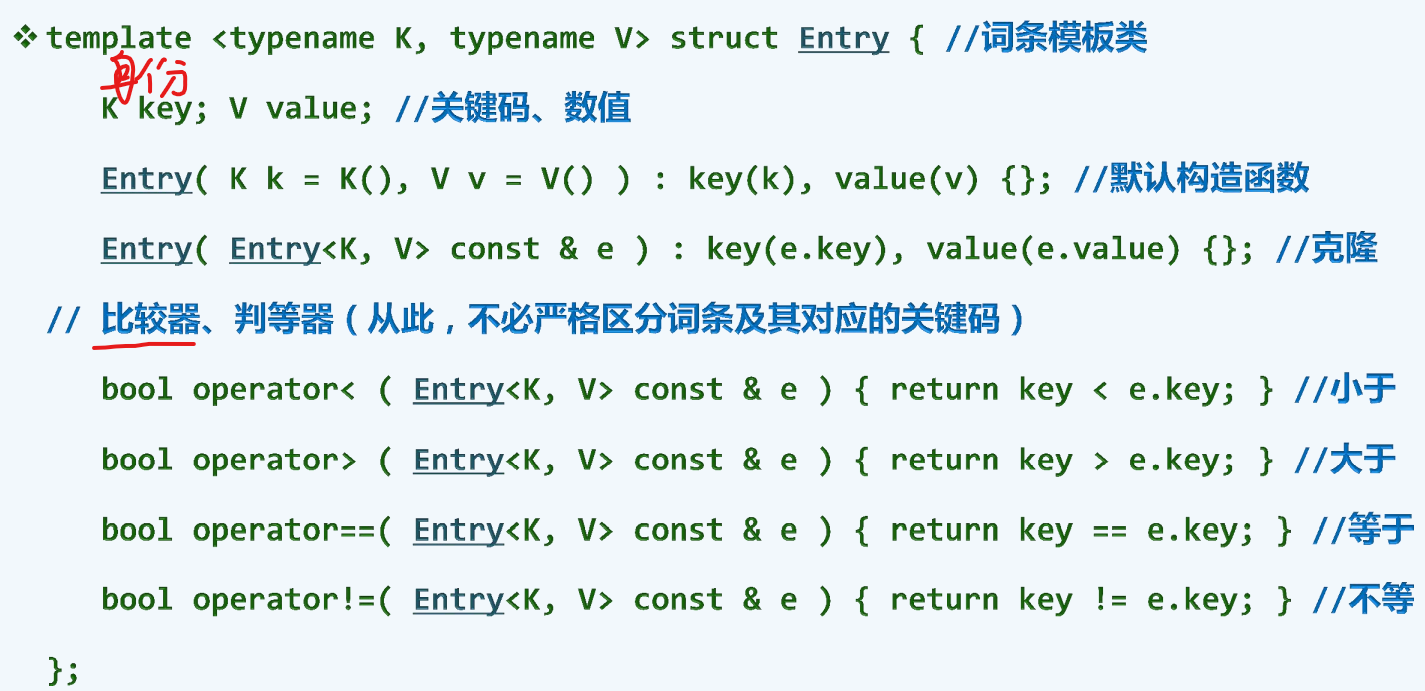 ❖ template <typename K, typename V> struct Entry { //词条模板类
身份
K key; V value; //关键码、数值
Entry( K k = K(), V v = V() ) : key(k), value(v) {}; //默认构造函数
Entry( Entry<K, V> const & e ) : key(e.key), value(e.value) {}; //克隆
// 比较器、判等器（从此，不必严格区分词条及其对应的关键码）
bool operator< ( Entry<K, V> const & e ) { return key < e.key; } //小于
bool operator> ( Entry<K, V> const & e ) { return key > e.key; } //大于
bool operator==( Entry<K, V> const & e ) { return key == e.key; } //等于
bool operator!=( Entry<K, V> const & e ) { return key != e.key; } //不等
};